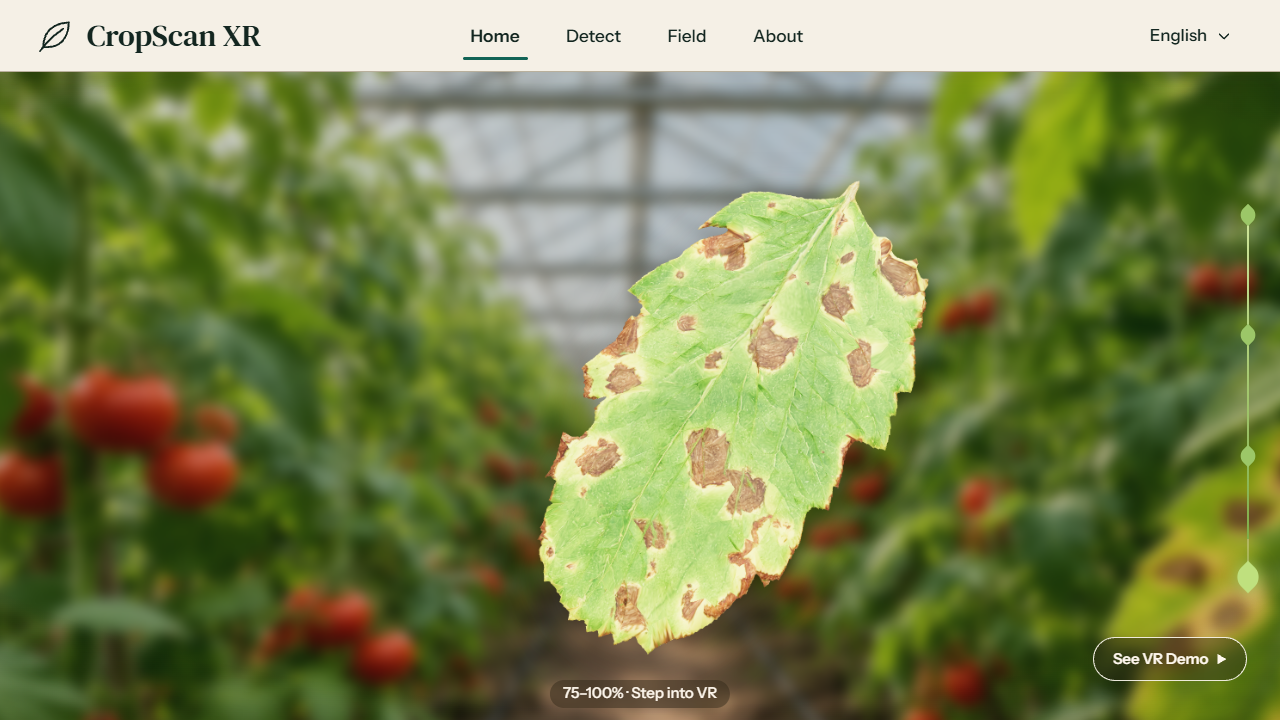 CropScan XR
Home
Detect
Field
About
English
See VR Demo
75–100% · Step into VR